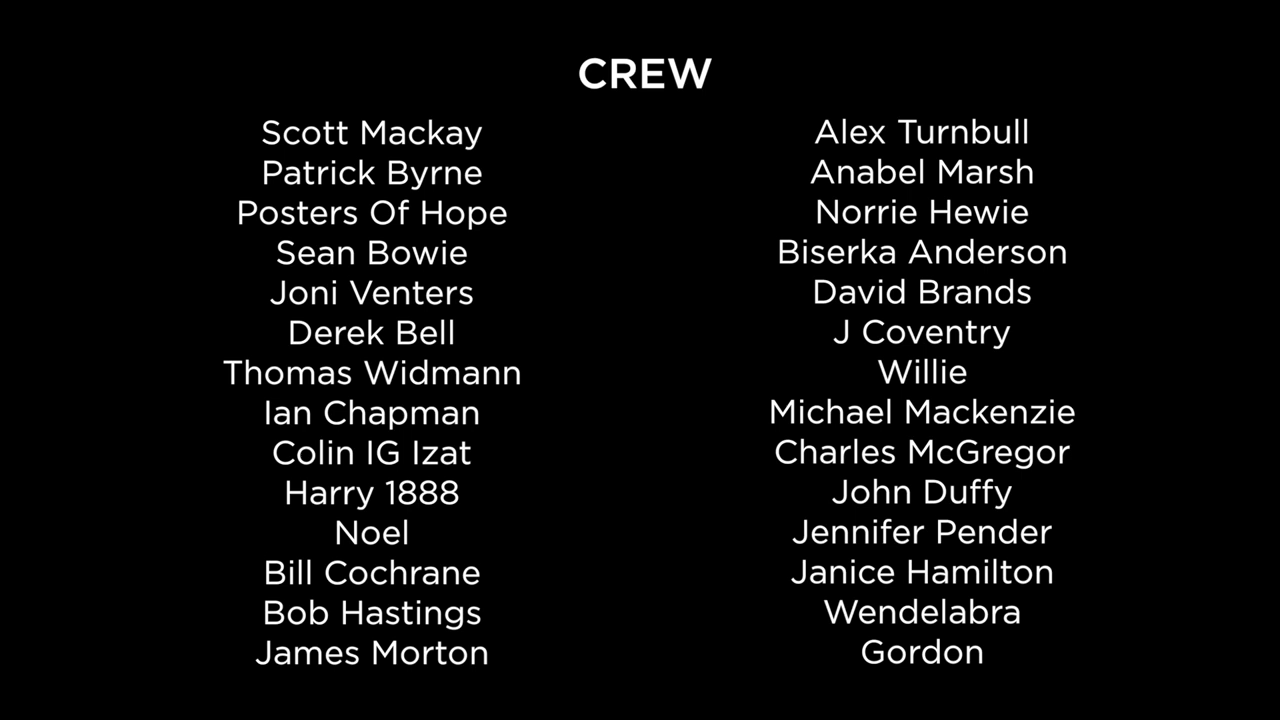 CREW
Scott Mackay
Patrick Byrne
Posters Of Hope
Sean Bowie
Joni Venters
Derek Bell
Thomas Widmann
Ian Chapman
Colin IG Izat
Harry 1888
Noel
Bill Cochrane
Bob Hastings
James Morton
Alex Turnbull
Anabel Marsh
Norrie Hewie
Biserka Anderson
David Brands
J Coventry
Willie
Michael Mackenzie
Charles McGregor
John Duffy
Jennifer Pender
Janice Hamilton
Wendelabra
Gordon